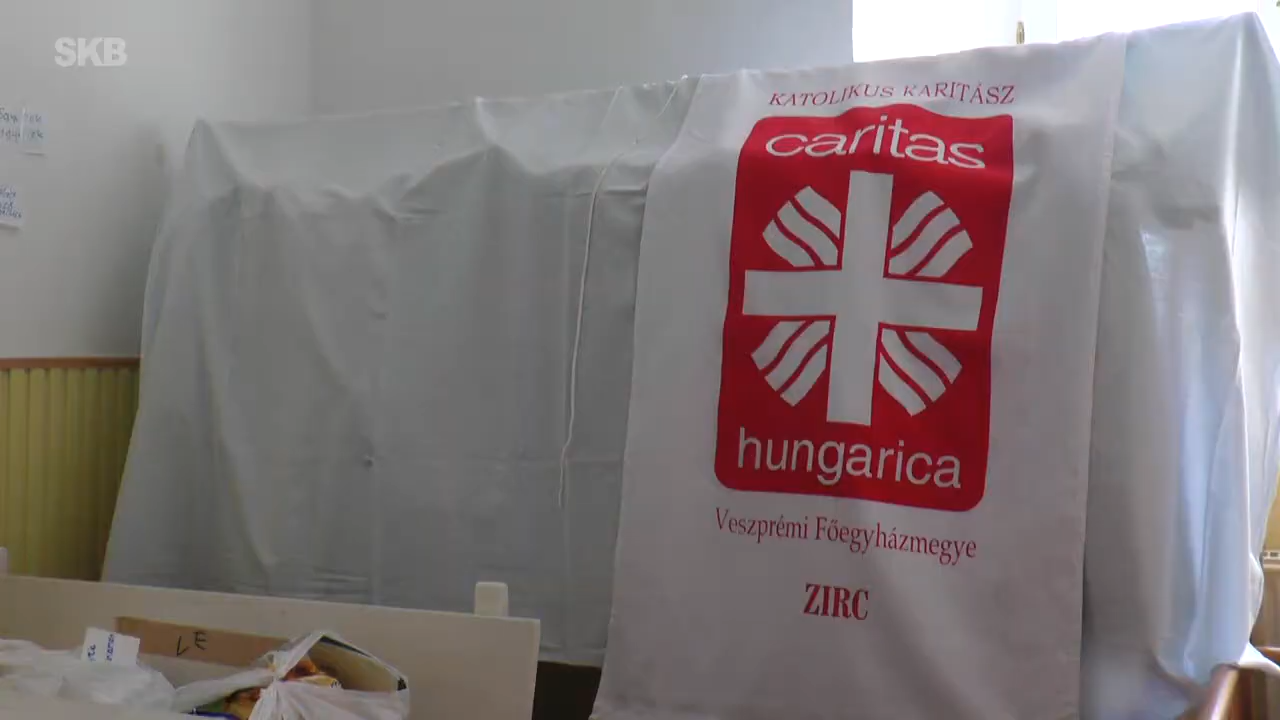 SKB
KATOLIKUS KARITÁSZ
caritas
hungarica
Veszprémi Főegyházmegye
ZIRC
LE